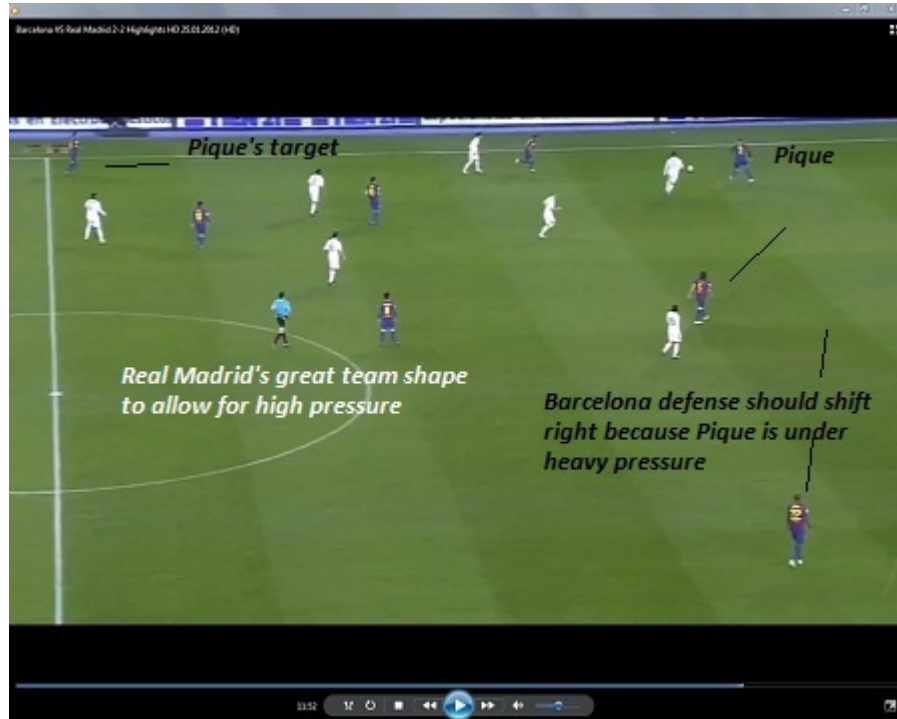 Barcelona VS Real Madrid 2-2 Highlights HD 25.01.2012 (HD)
Pique's target
Pique
Real Madrid's great team shape
to allow for high pressure
Barcelona defense should shift
right because Pique is under
heavy pressure
22
11:52